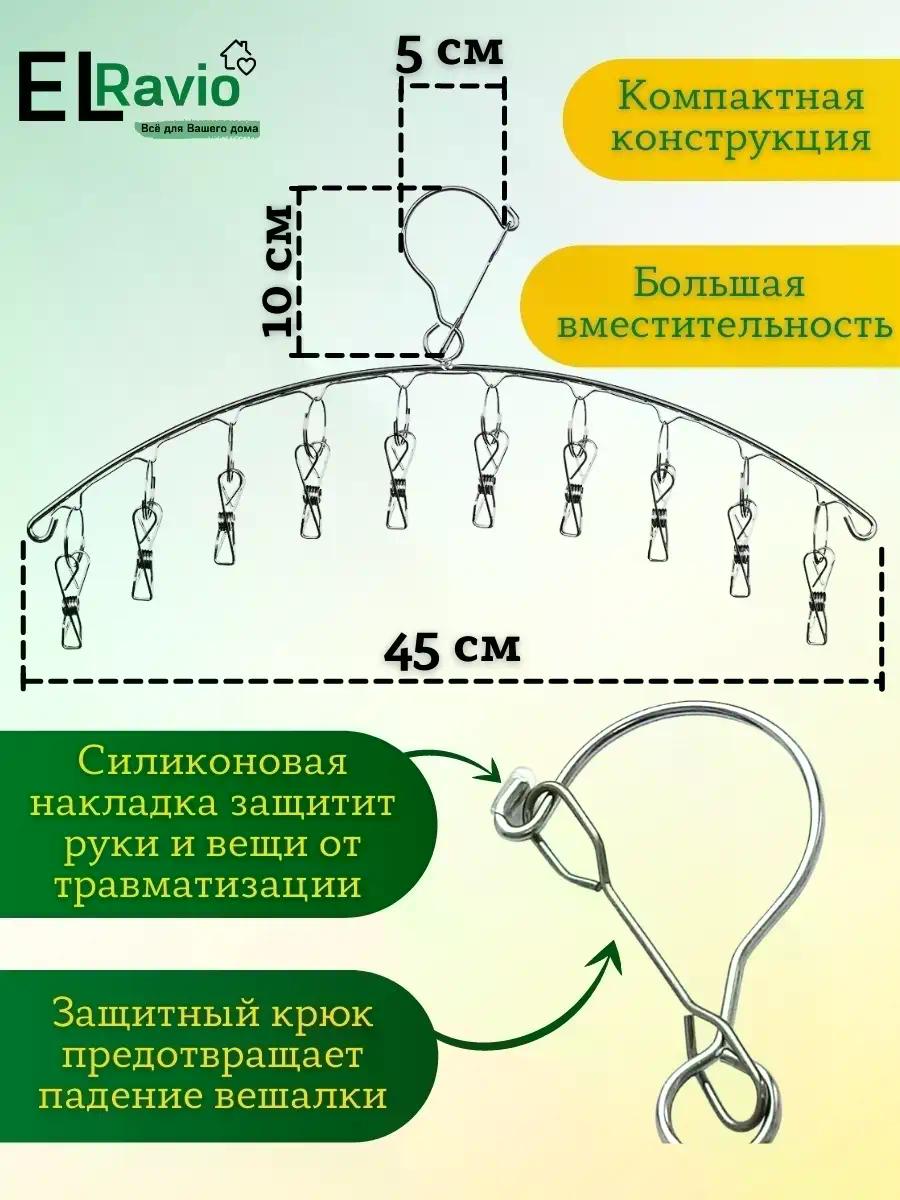 ELRavio
Всё для Вашего дома
5 см
Компактная
конструкция
10 см
Большая
вместительность
45 см
Силиконовая
накладка защитит
руки и вещи от
травматизации
Защитный крюк
предотвращает
падение вешалки